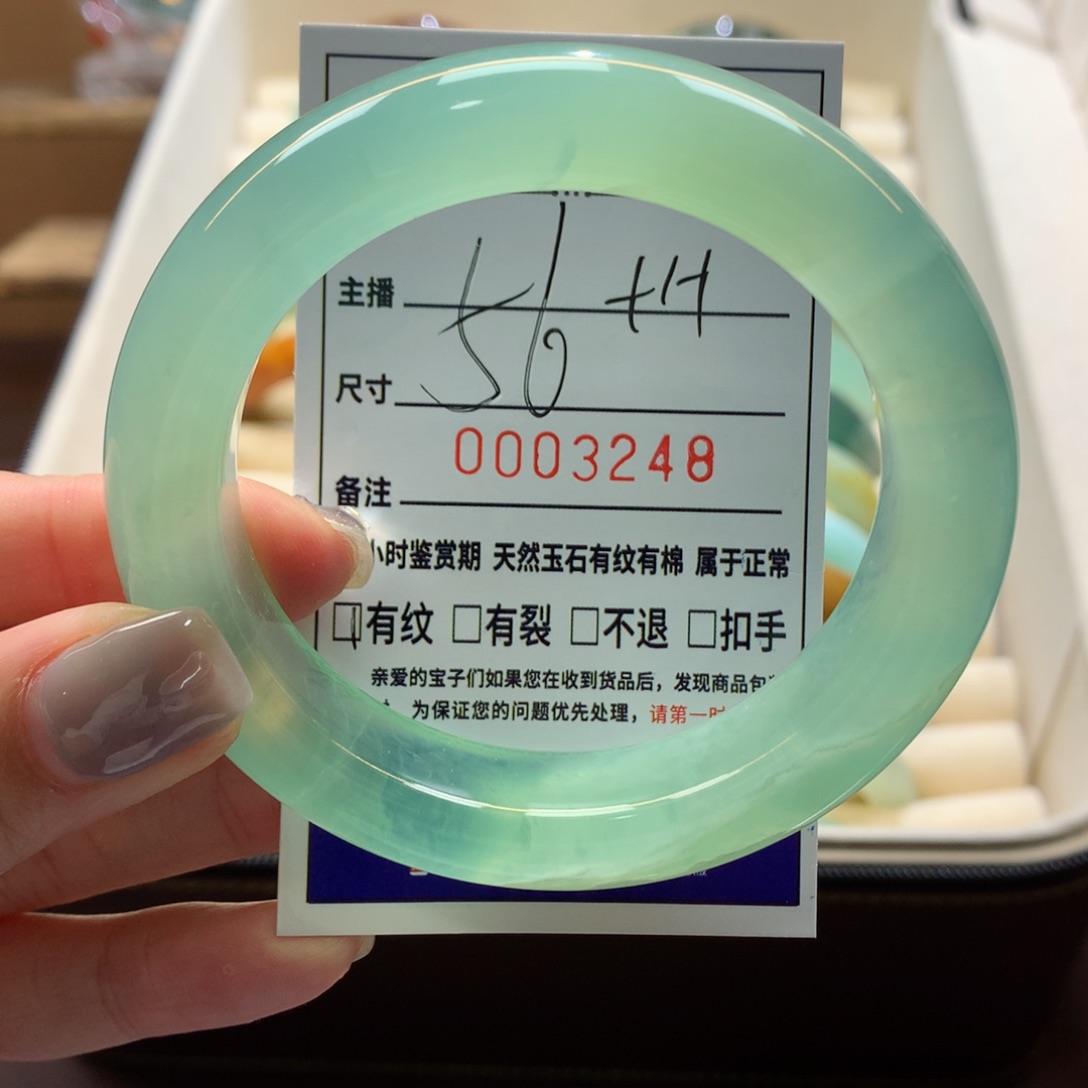 主播
56 +H
尺寸
0003248
备注
小时鉴赏期 天然玉石有纹有棉 属于正常
□有纹 □有裂 □不退 □扣手
亲爱的宝子们如果您在收到货品后，发现商品包
为保证您的问题优先处理，请第一时